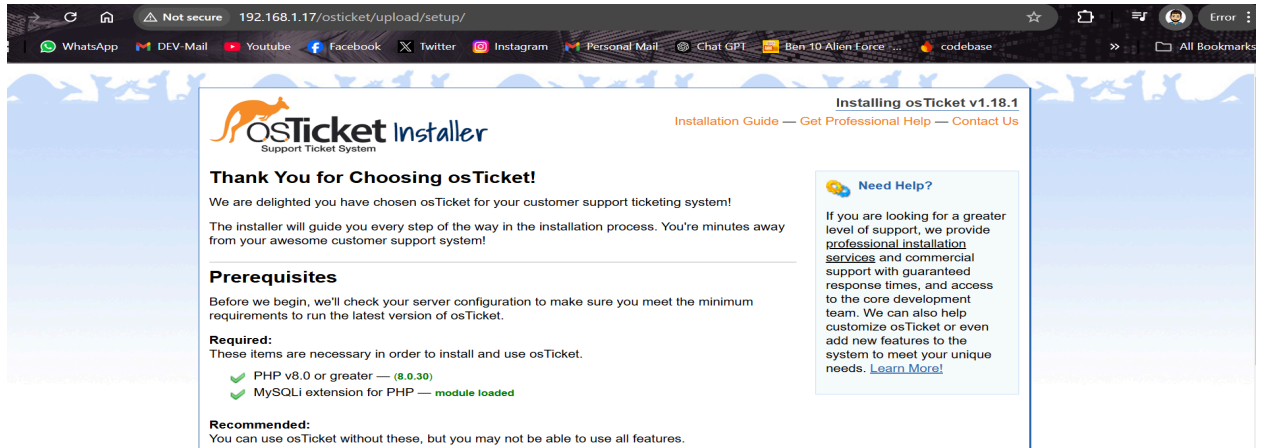 Not secure 192.168.1.17/osticket/upload/setup/ Error
WhatsApp DEV-Mail Youtube Facebook Twitter Instagram Personal Mail Chat GPT Ben 10 Alien Force ... codebase » All Bookmarks
osTicket Installer
Support Ticket System
Installing osTicket v1.18.1
Installation Guide — Get Professional Help — Contact Us
Thank You for Choosing osTicket!
We are delighted you have chosen osTicket for your customer support ticketing system!
The installer will guide you every step of the way in the installation process. You're minutes away
from your awesome customer support system!
Prerequisites
Before we begin, we'll check your server configuration to make sure you meet the minimum
requirements to run the latest version of osTicket.
Required:
These items are necessary in order to install and use osTicket.
PHP v8.0 or greater — (8.0.30)
MySQLi extension for PHP — module loaded
Recommended:
You can use osTicket without these, but you may not be able to use all features.
Need Help?
If you are looking for a greater
level of support, we provide
professional installation
services and commercial
support with guaranteed
response times, and access
to the core development
team. We can also help
customize osTicket or even
add new features to the
system to meet your unique
needs. Learn More!